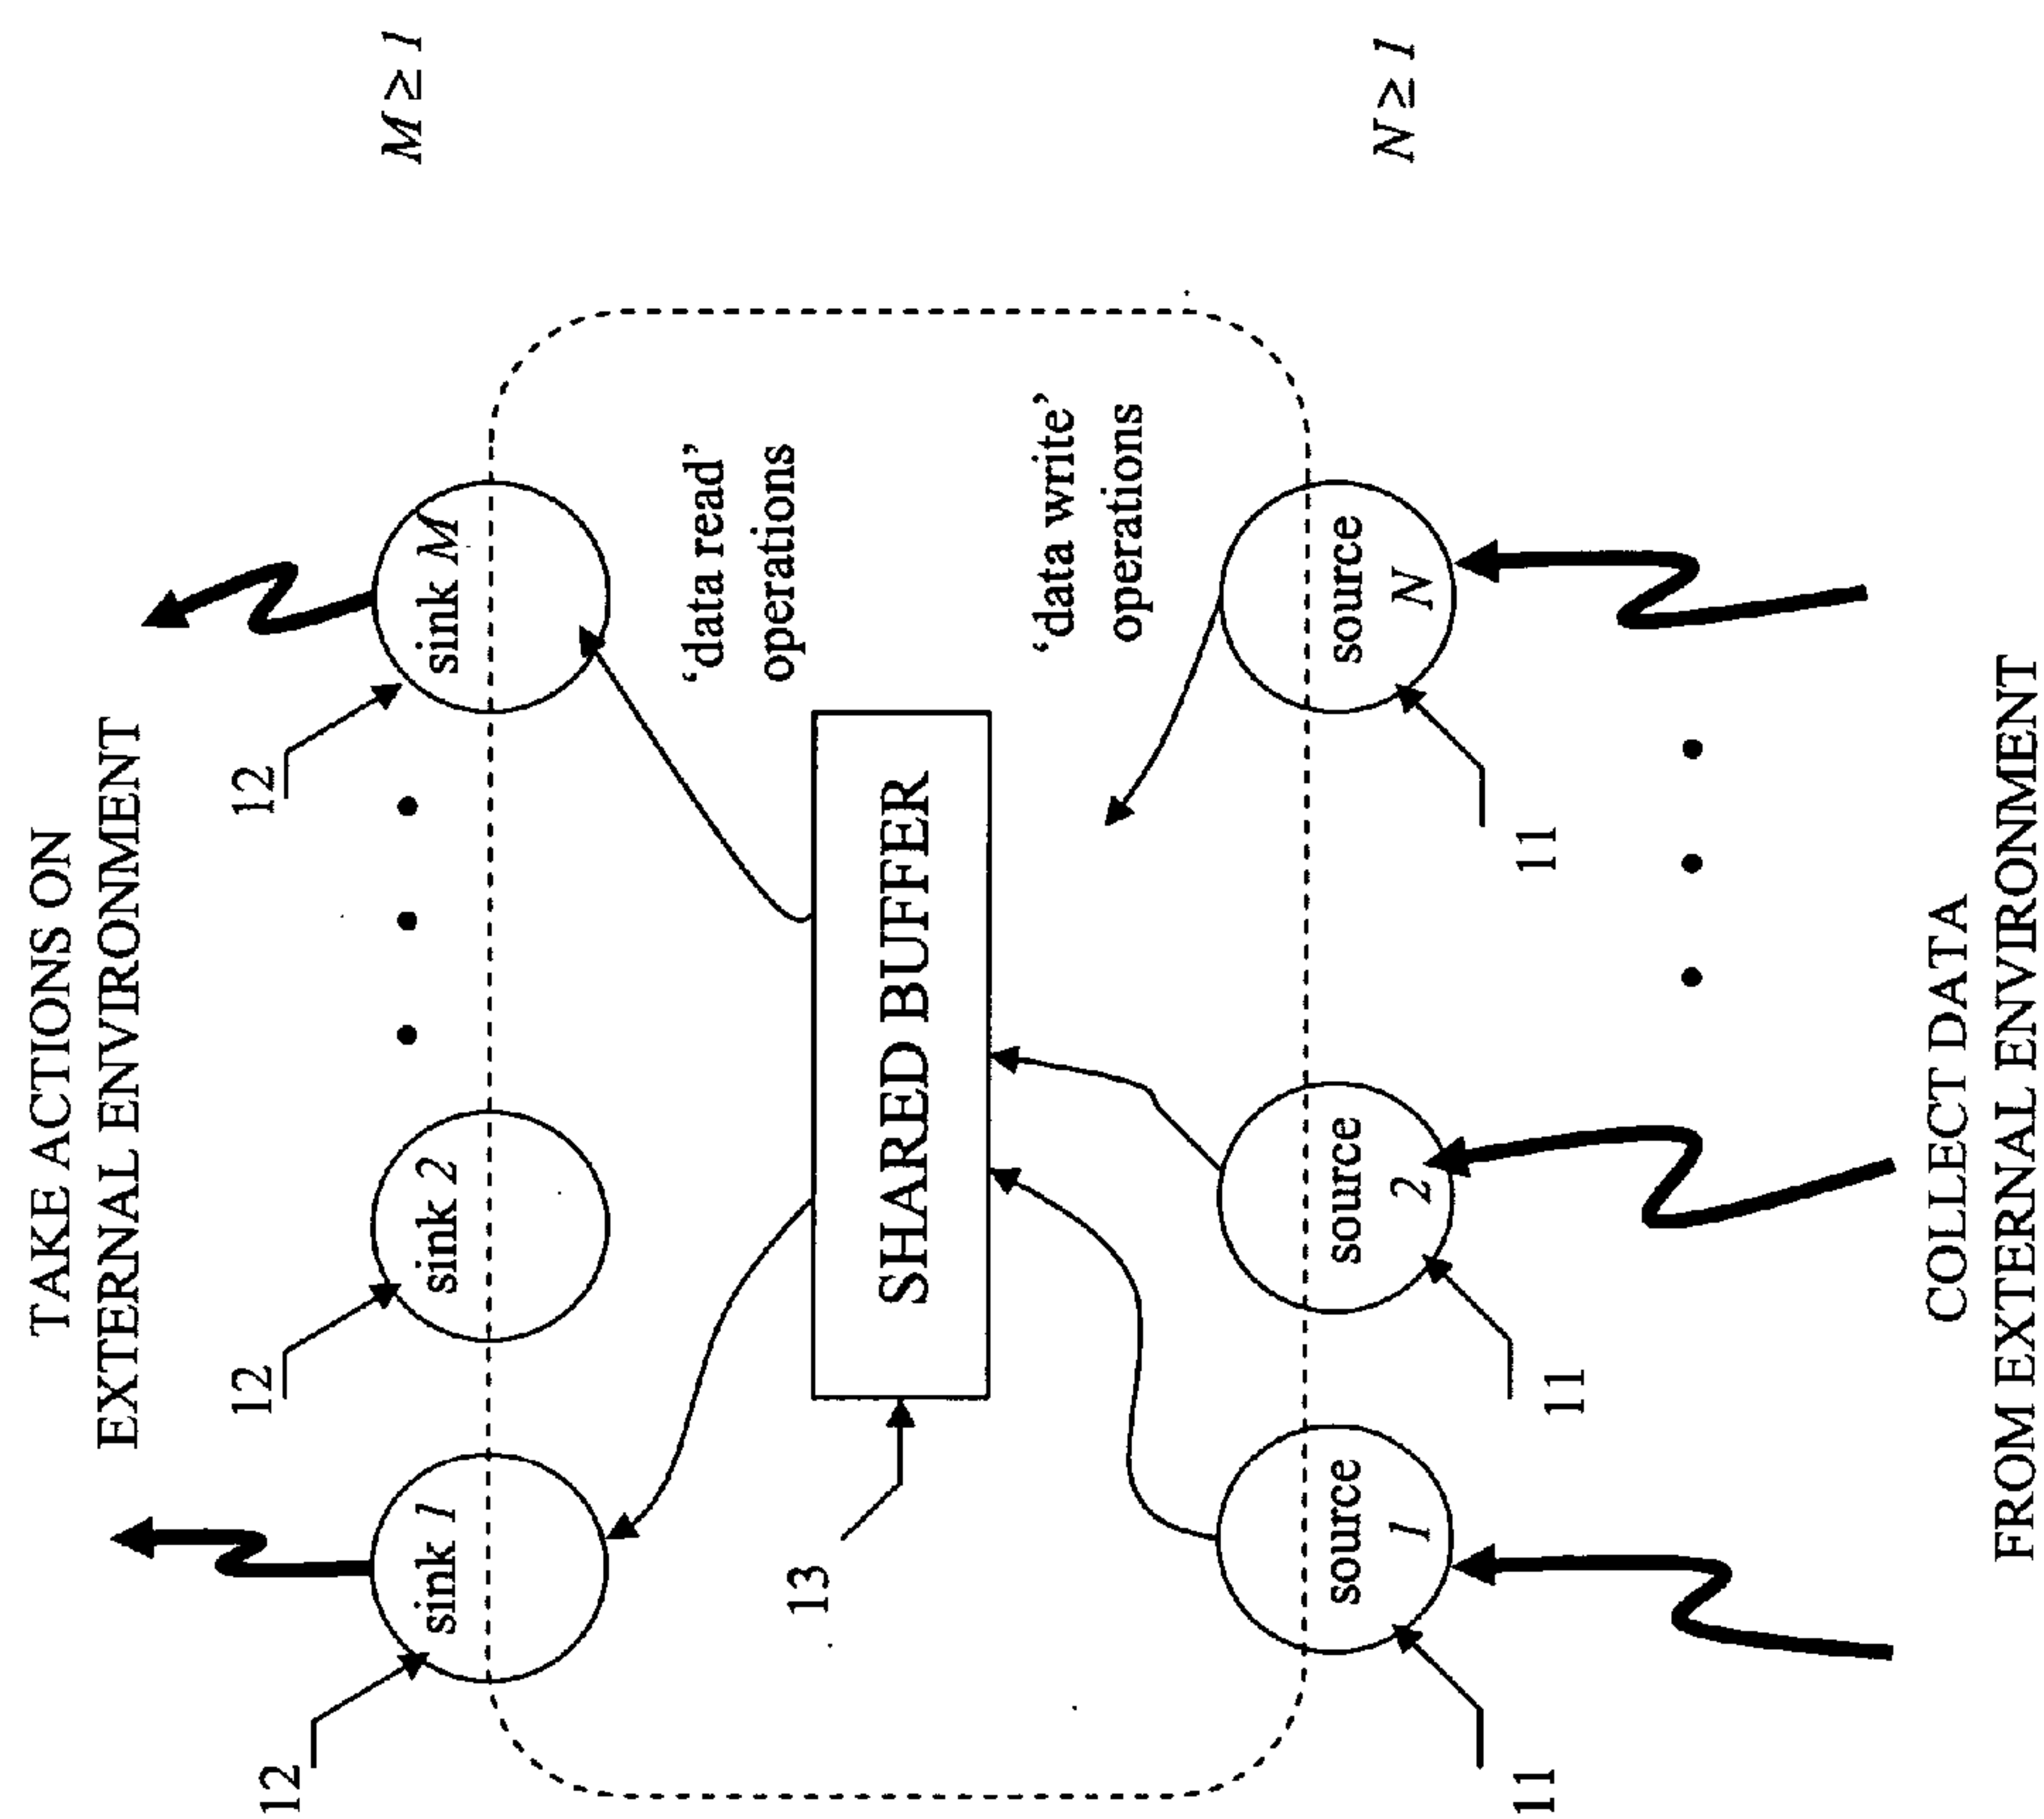 TAKE ACTIONS ON
EXTERNAL ENVIRONMENT
M ≥ 1
12
12
12
sink 1
sink 2
sink M
'data read'
operations
13
SHARED BUFFER
'data write'
operations
source
1
source
2
source
N
N ≥ 1
11
11
11
COLLECT DATA
FROM EXTERNAL ENVIRONMENT